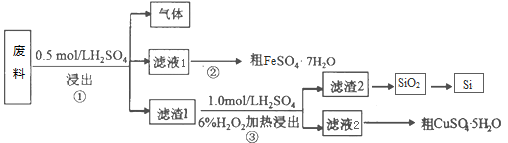 气体
废料
0.5 mol/LH₂SO₄
浸出
①
滤液1
②
粗FeSO₄·7H₂O
滤渣1
1.0mol/LH₂SO₄
6%H₂O₂加热浸出
③
滤渣2
SiO₂
Si
滤液2
粗CuSO₄·5H₂O